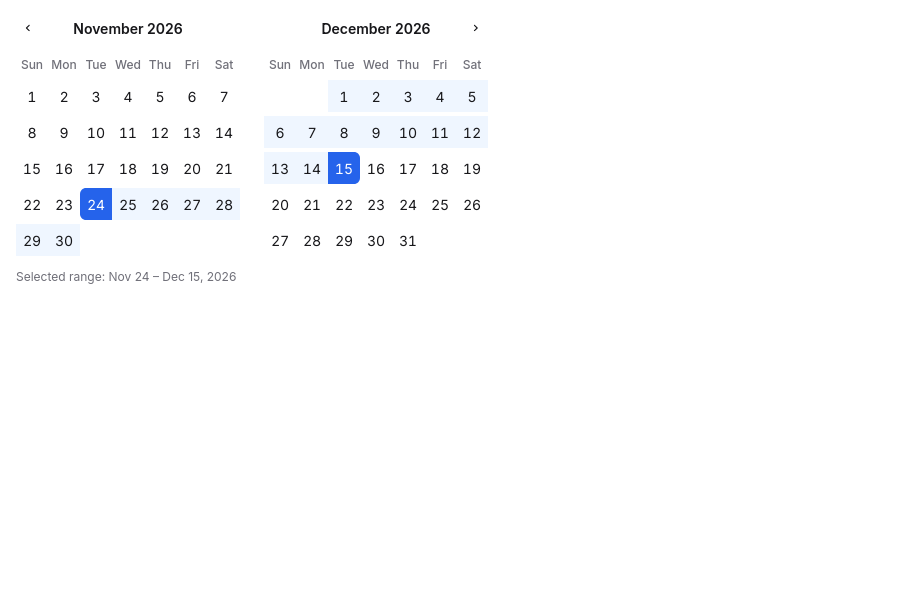 ‹ November 2026
Sun Mon Tue Wed Thu Fri Sat
1 2 3 4 5 6 7
8 9 10 11 12 13 14
15 16 17 18 19 20 21
22 23 24 25 26 27 28
29 30
December 2026 ›
Sun Mon Tue Wed Thu Fri Sat
1 2 3 4 5
6 7 8 9 10 11 12
13 14 15 16 17 18 19
20 21 22 23 24 25 26
27 28 29 30 31
Selected range: Nov 24 – Dec 15, 2026